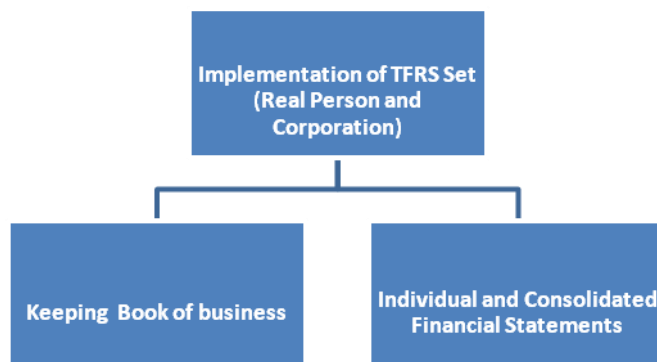 Implementation of TFRS Set
(Real Person and
Corporation)
Keeping Book of business
Individual and Consolidated
Financial Statements